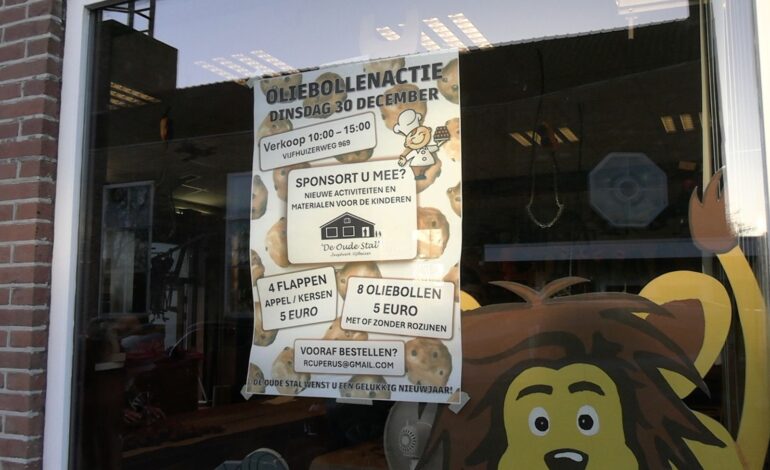 OLIEBOLLENACTIE
DINSDAG 30 DECEMBER
Verkoop 10:00 - 15:00
VIJFHUIZERWEG 969
SPONSORT U MEE?
NIEUWE ACTIVITEITEN EN
MATERIALEN VOOR DE KINDEREN
'De Oude Stal'
4 FLAPPEN
APPEL / KERSEN
5 EURO
8 OLIEBOLLEN
5 EURO
MET OF ZONDER ROZIJNEN
VOORAF BESTELLEN?
RCUPERUS@GMAIL.COM
DE OUDE STAL WENST U EEN GELUKKIG NIEUWJAAR!